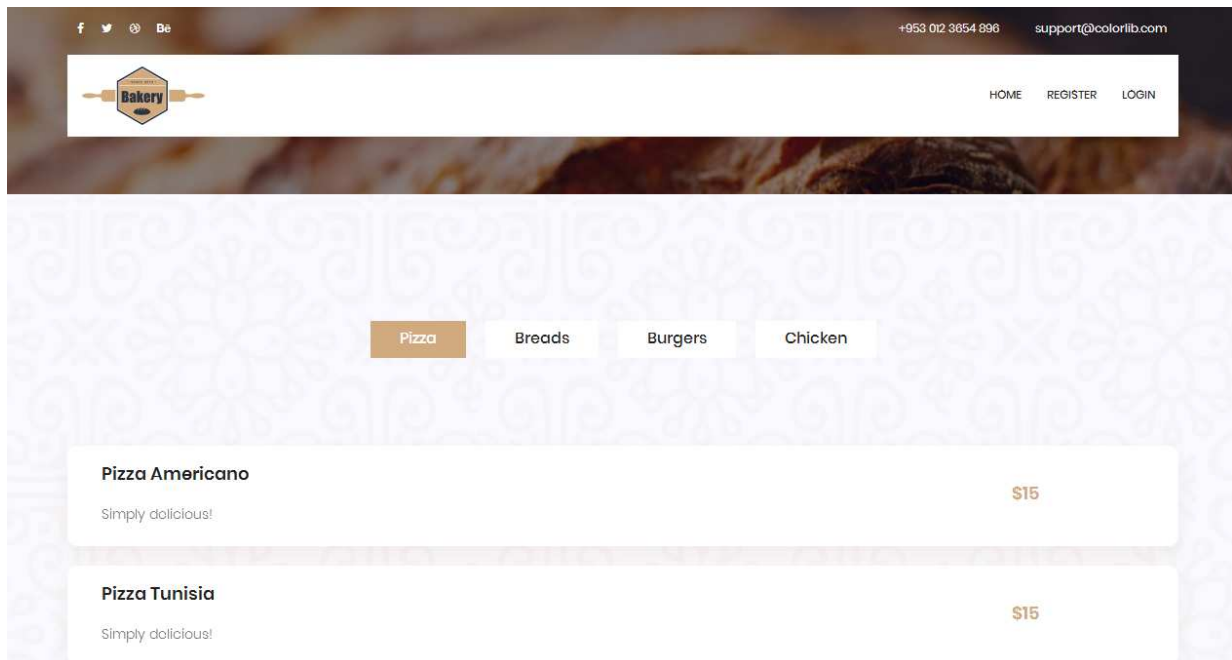 f Bē
+953 012 3654 896 support@colorlib.com
Bakery
HOME REGISTER LOGIN
Pizza Breads Burgers Chicken
Pizza Americano
$15
Simply dolicious!
Pizza Tunisia
$15
Simply dolicious!